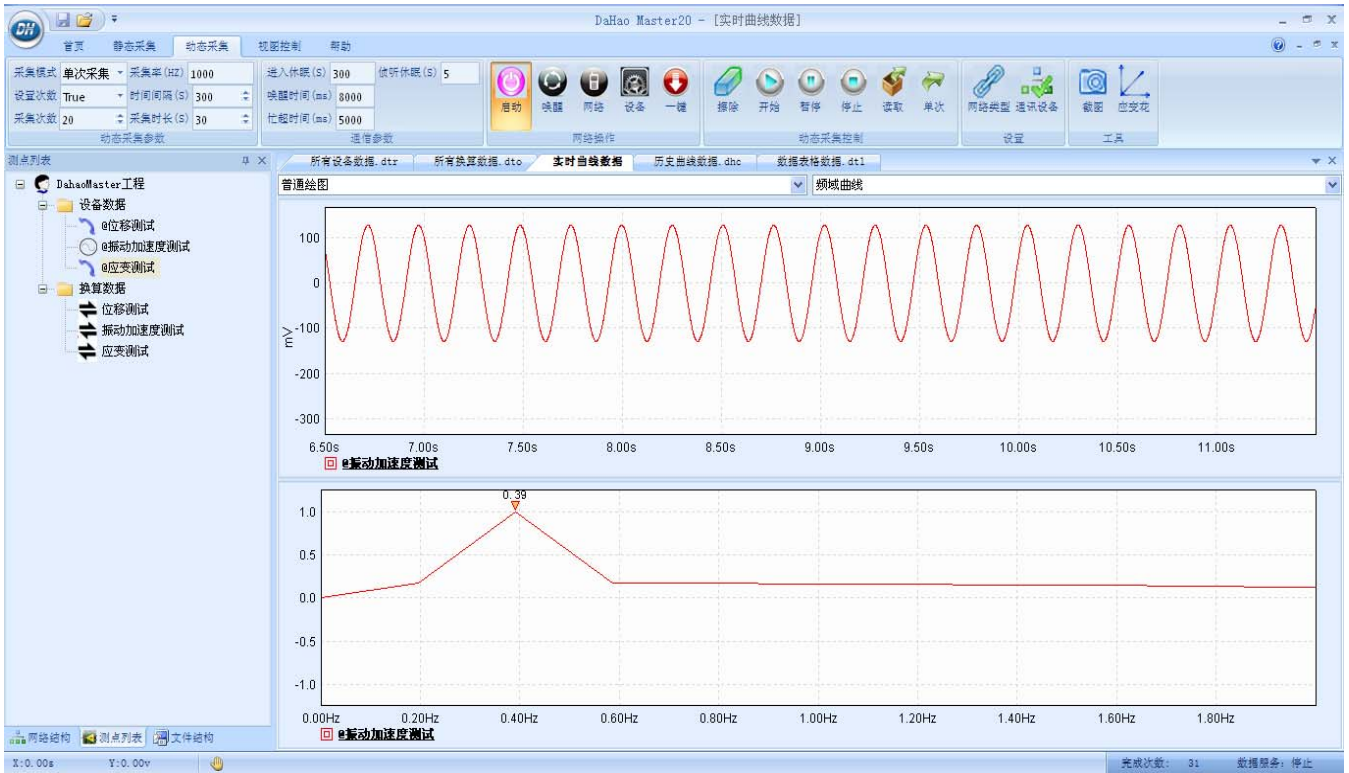 DH
DaHao Master20 - [实时曲线数据]
首页 静态采集 动态采集 视图控制 帮助
采集模式 单次采集 采集率(HZ) 1000 进入休眠(S) 300 侦听休眠(S) 5
设置次数 True 时间间隔(S) 300 唤醒时间(ms) 8000
采集次数 20 采集时长(S) 30 忙超时间(ms) 5000
启动 唤醒 网络 设备 一键 擦除 开始 暂停 停止 读取 单次 网络类型 通讯设备 截图 应变花
动态采集参数 通信参数 网络操作 动态采集控制 设置 工具
测点列表
所有设备数据.dtr 所有换算数据.dto 实时曲线数据 历史曲线数据.dhc 数据表格数据.dtl
普通绘图 频域曲线
DahaoMaster工程
设备数据
@位移测试
@振动加速度测试
@应变测试
换算数据
位移测试
振动加速度测试
应变测试
100
0
-100
-200
-300
mV
6.50s 7.00s 7.50s 8.00s 8.50s 9.00s 9.50s 10.00s 10.50s 11.00s
@振动加速度测试
0.39
1.0
0.5
0.0
-0.5
-1.0
0.00Hz 0.20Hz 0.40Hz 0.60Hz 0.80Hz 1.00Hz 1.20Hz 1.40Hz 1.60Hz 1.80Hz
@振动加速度测试
网络结构 测点列表 文件结构
X:0.00s Y:0.00v 完成次数: 31 数据服务: 停止